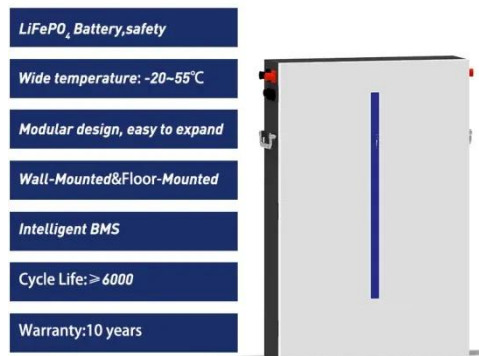 LiFePO₄ Battery,safety
Wide temperature: -20~55℃
Modular design, easy to expand
Wall-Mounted&Floor-Mounted
Intelligent BMS
Cycle Life:≥6000
Warranty:10 years